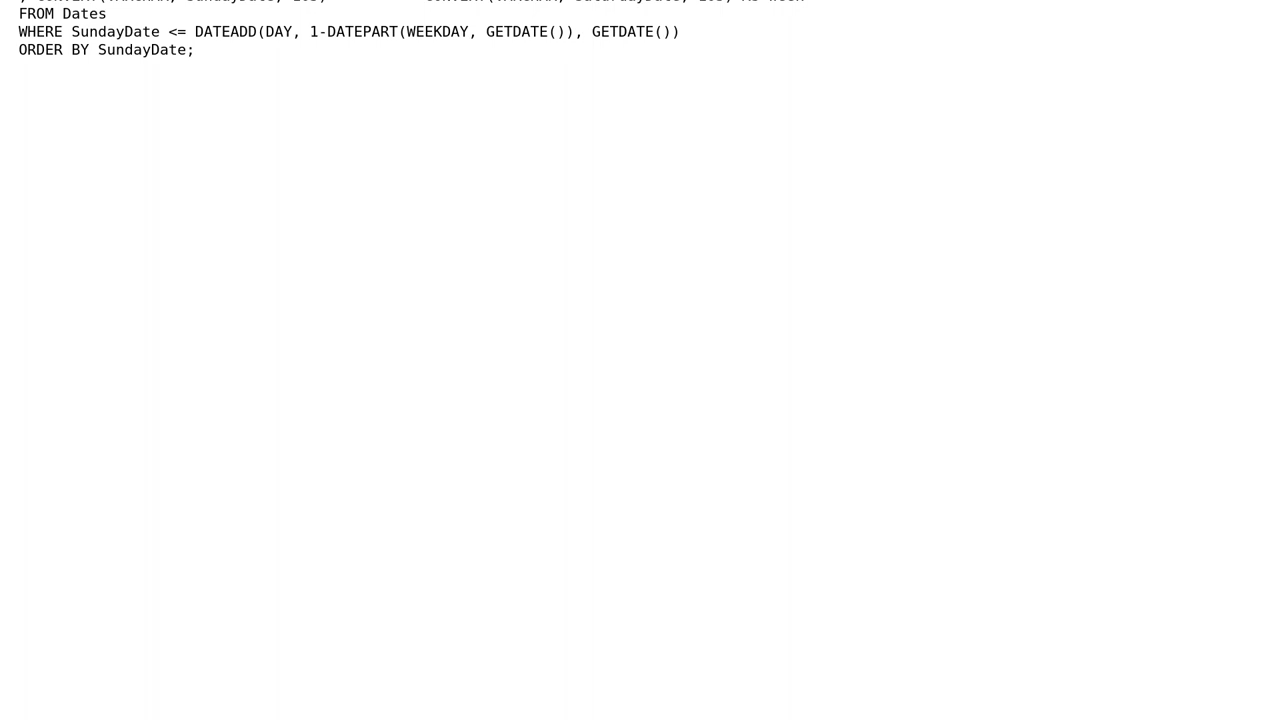 FROM Dates
WHERE SundayDate <= DATEADD(DAY, 1-DATEPART(WEEKDAY, GETDATE()), GETDATE())
ORDER BY SundayDate;